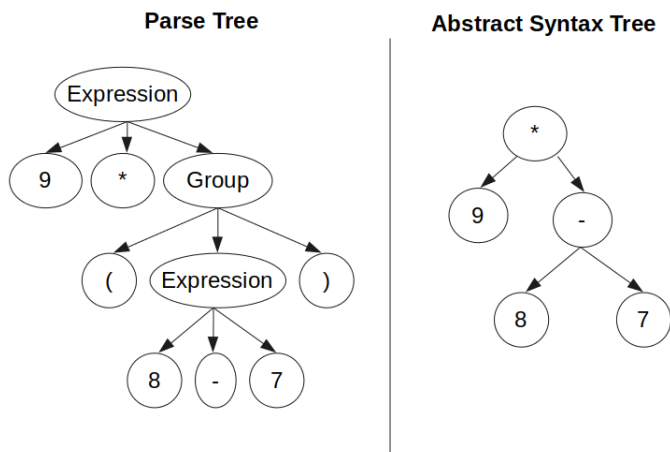 Parse Tree
Expression
9 * Group
( Expression )
8 - 7
Abstract Syntax Tree
*
9 -
8 7